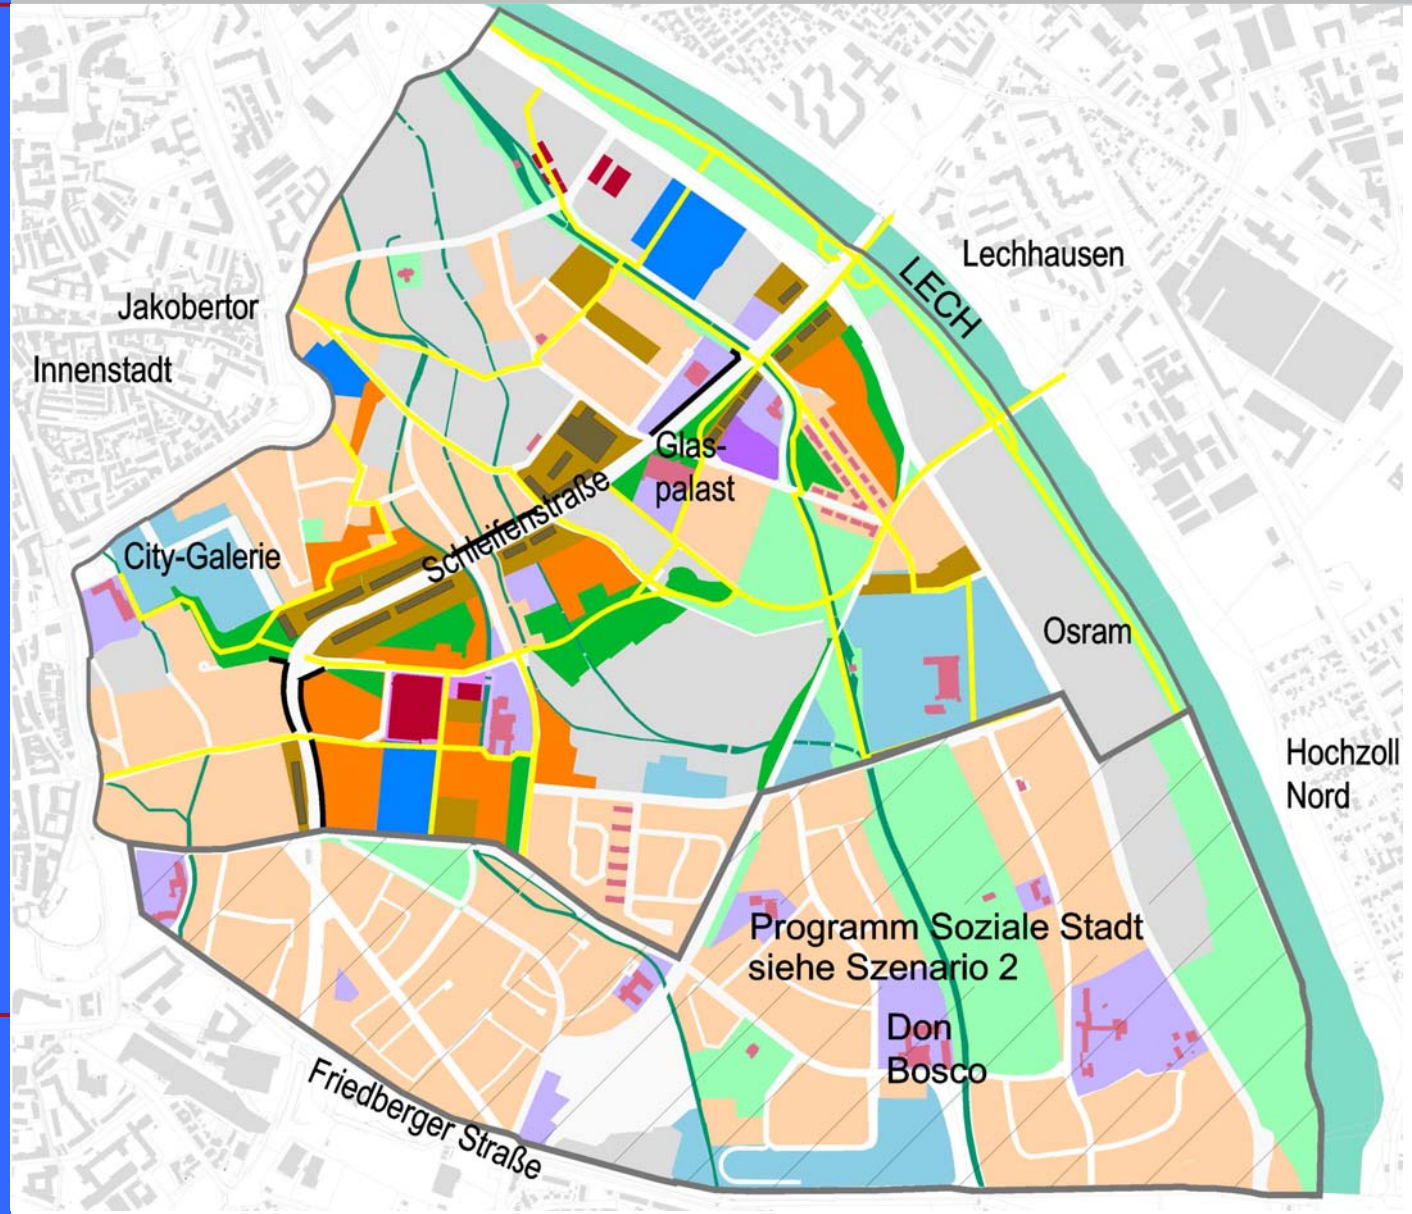 Lechhausen
LECH
Jakobertor
Innenstadt
Glas-
palast
Schleifenstraße
City-Galerie
Osram
Hochzoll
Nord
Programm Soziale Stadt
siehe Szenario 2
Don
Bosco
Friedberger Straße